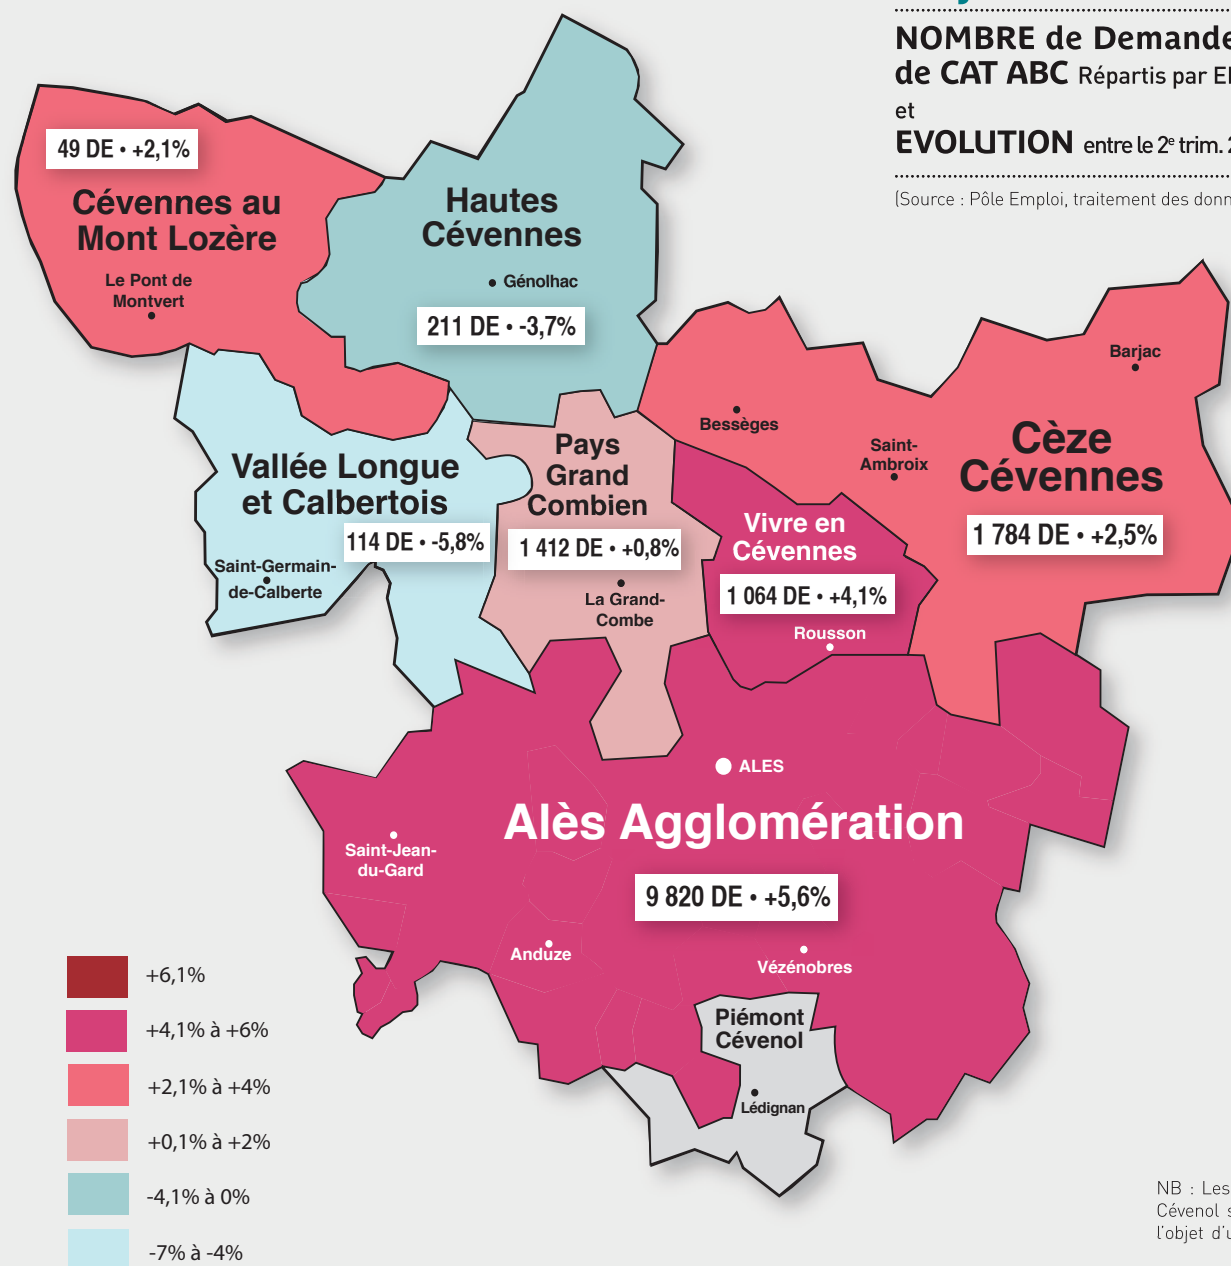 NOMBRE de Demande
de CAT ABC Répartis par
et
EVOLUTION entre le 2e trim.
(Source : Pôle Emploi, traitement des donn
49 DE • +2,1%
Cévennes au
Mont Lozère
Le Pont de
Montvert
Hautes
Cévennes
Génolhac
211 DE • -3,7%
Barjac
Bessèges
Saint-
Ambroix
Cèze
Cévennes
1 784 DE • +2,5%
Vallée Longue
et Calbertois
114 DE • -5,8%
Saint-Germain-
de-Calberte
Pays
Grand
Combien
1 412 DE • +0,8%
La Grand-
Combe
Vivre en
Cévennes
1 064 DE • +4,1%
Rousson
ALES
Alès Agglomération
9 820 DE • +5,6%
Saint-Jean-
du-Gard
Anduze
Vézénobres
Piémont
Cévenol
Lédignan
+6,1%
+4,1% à +6%
+2,1% à +4%
+0,1% à +2%
-4,1% à 0%
-7% à -4%
NB : Les
Cévenol s
l'objet d'u